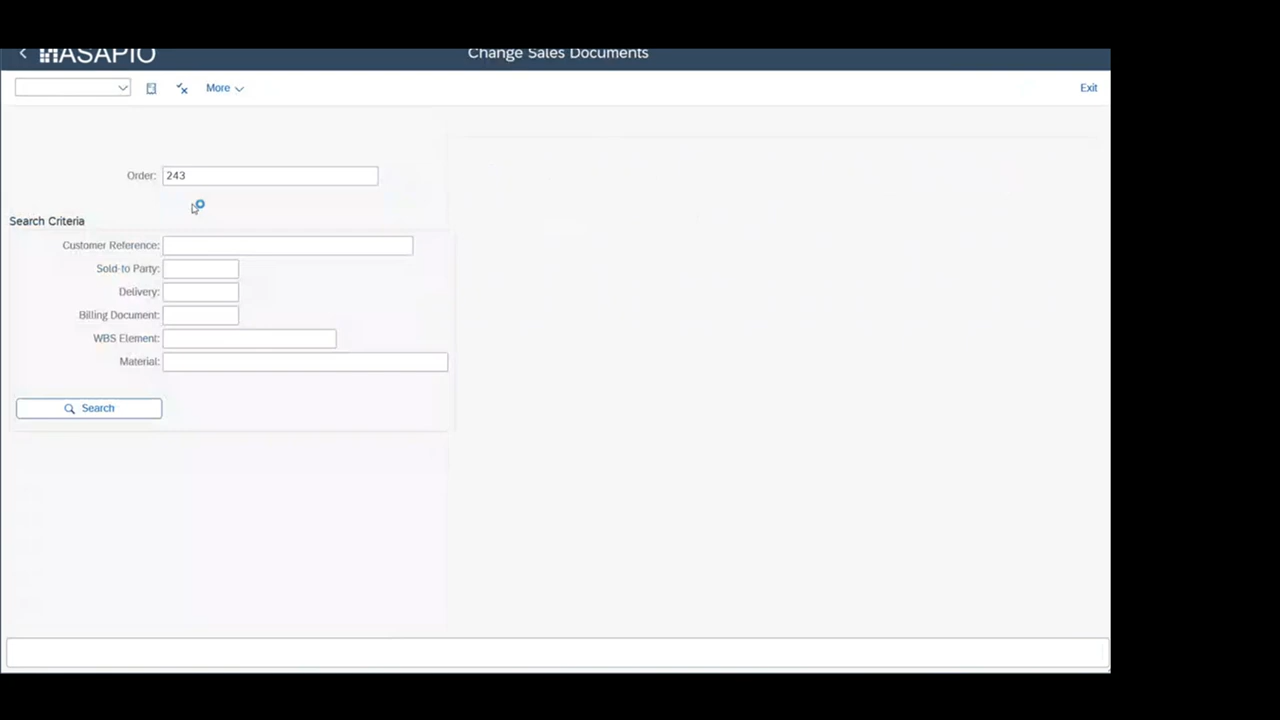 ASAPIO
Change Sales Documents
More
Exit
Order: 243
Search Criteria
Customer Reference:
Sold-to Party:
Delivery:
Billing Document:
WBS Element:
Material:
Search